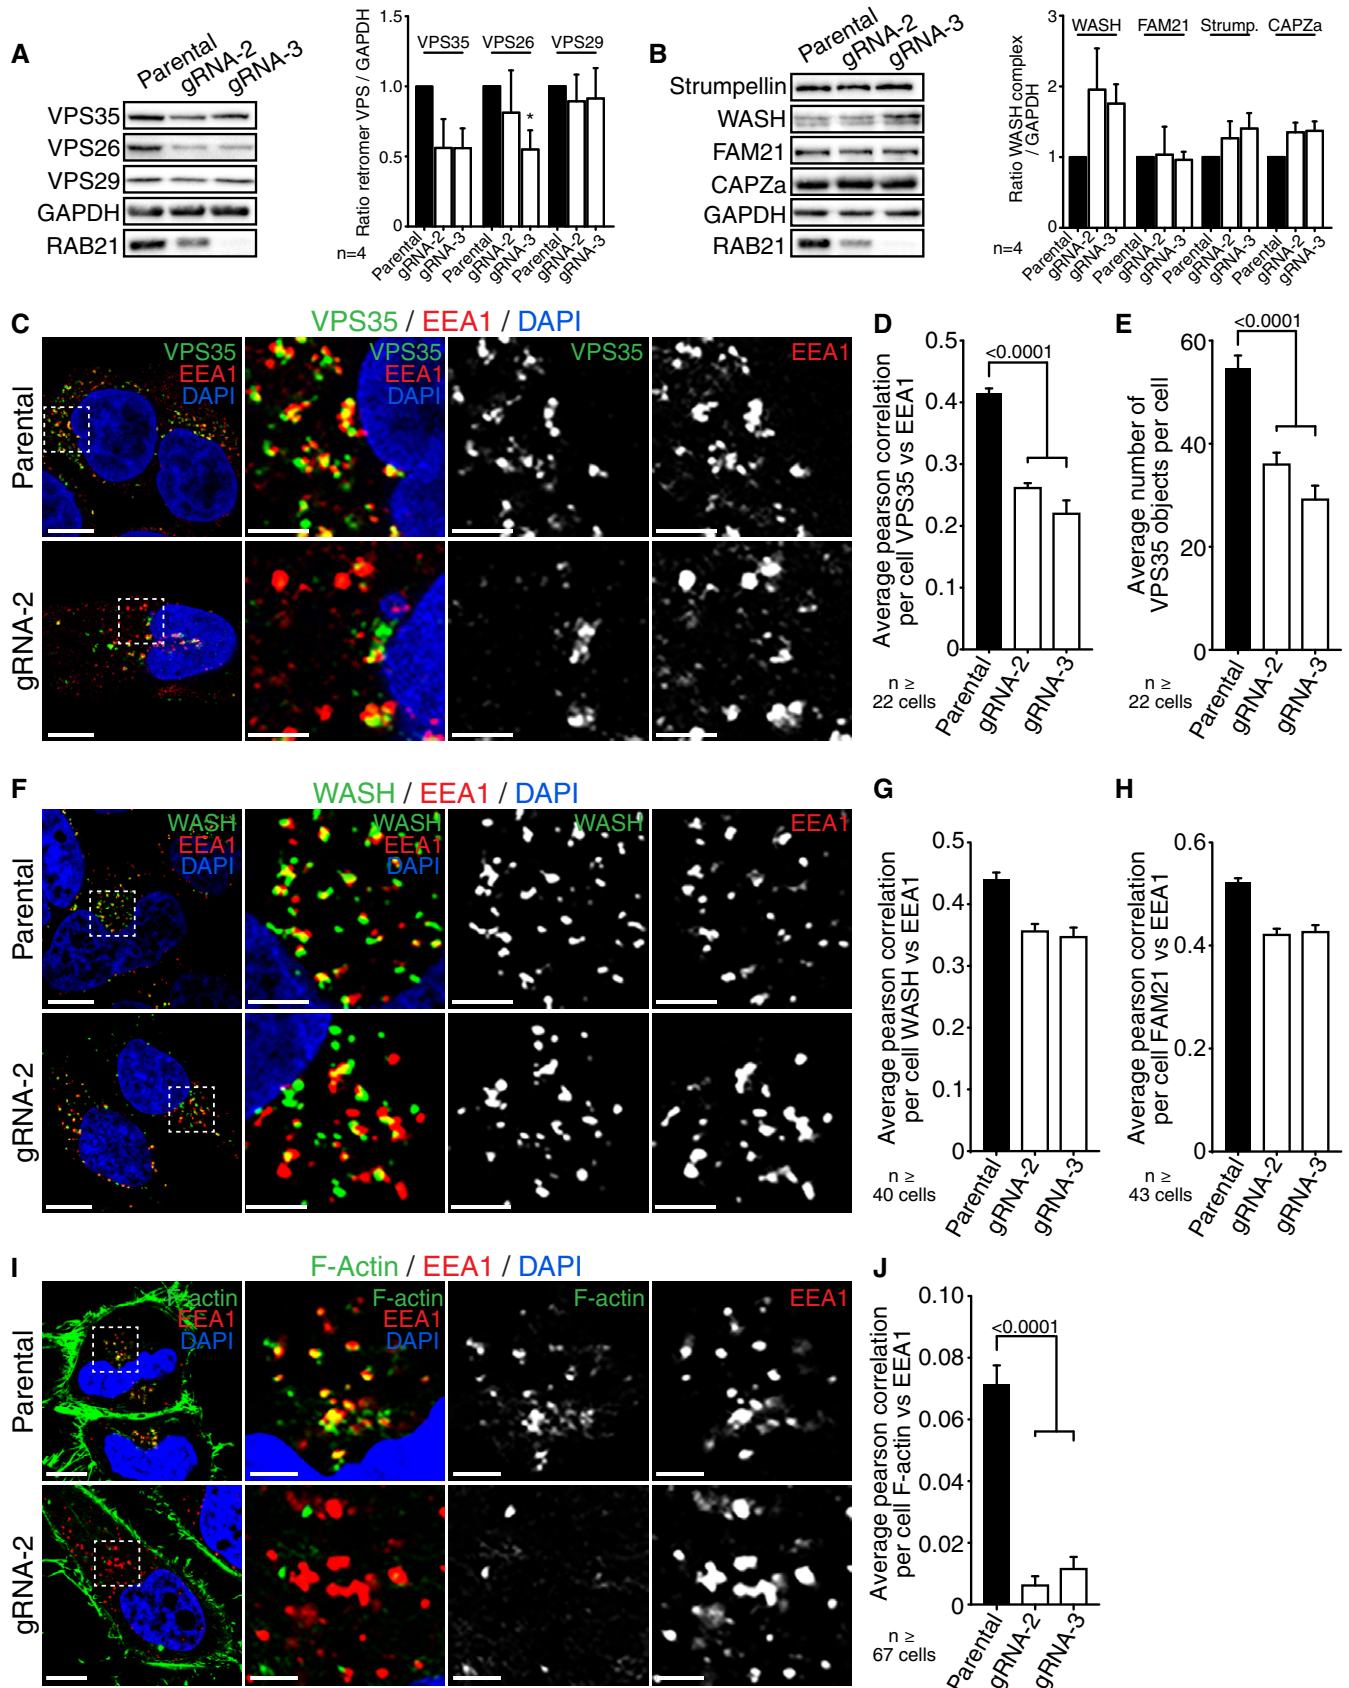 A
Parental
gRNA-2
gRNA-3
VPS35
VPS26
VPS29
GAPDH
RAB21
Ratio retromer VPS / GAPDH
1.5
1.0
0.5
0
VPS35 VPS26 VPS29
*
n=4
Parental
gRNA-2
gRNA-3
Parental
gRNA-2
gRNA-3
Parental
gRNA-2
gRNA-3
B
Parental
gRNA-2
gRNA-3
Strumpellin
WASH
FAM21
CAPZa
GAPDH
RAB21
Ratio WASH complex
/ GAPDH
3
2
1
0
WASH FAM21 Strump. CAPZa
n=4
Parental
gRNA-2
gRNA-3
Parental
gRNA-2
gRNA-3
Parental
gRNA-2
gRNA-3
Parental
gRNA-2
gRNA-3
C
VPS35 / EEA1 / DAPI
Parental
VPS35
EEA1
DAPI
VPS35
EEA1
DAPI
VPS35
EEA1
gRNA-2
D
Average pearson correlation
per cell VPS35 vs EEA1
0.5
0.4
0.3
0.2
0.1
0
<0.0001
n ≥
22 cells
Parental
gRNA-2
gRNA-3
E
Average number of
VPS35 objects per cell
60
40
20
0
<0.0001
n ≥
22 cells
Parental
gRNA-2
gRNA-3
F
WASH / EEA1 / DAPI
Parental
WASH
EEA1
DAPI
WASH
EEA1
DAPI
WASH
EEA1
gRNA-2
G
Average pearson correlation
per cell WASH vs EEA1
0.5
0.4
0.3
0.2
0.1
0
n ≥
40 cells
Parental
gRNA-2
gRNA-3
H
Average pearson correlation
per cell FAM21 vs EEA1
0.6
0.4
0.2
0
n ≥
43 cells
Parental
gRNA-2
gRNA-3
I
F-Actin / EEA1 / DAPI
Parental
F-actin
EEA1
DAPI
F-actin
EEA1
DAPI
F-actin
EEA1
gRNA-2
J
Average pearson correlation
per cell F-actin vs EEA1
0.10
0.08
0.06
0.04
0.02
0
<0.0001
n ≥
67 cells
Parental
gRNA-2
gRNA-3